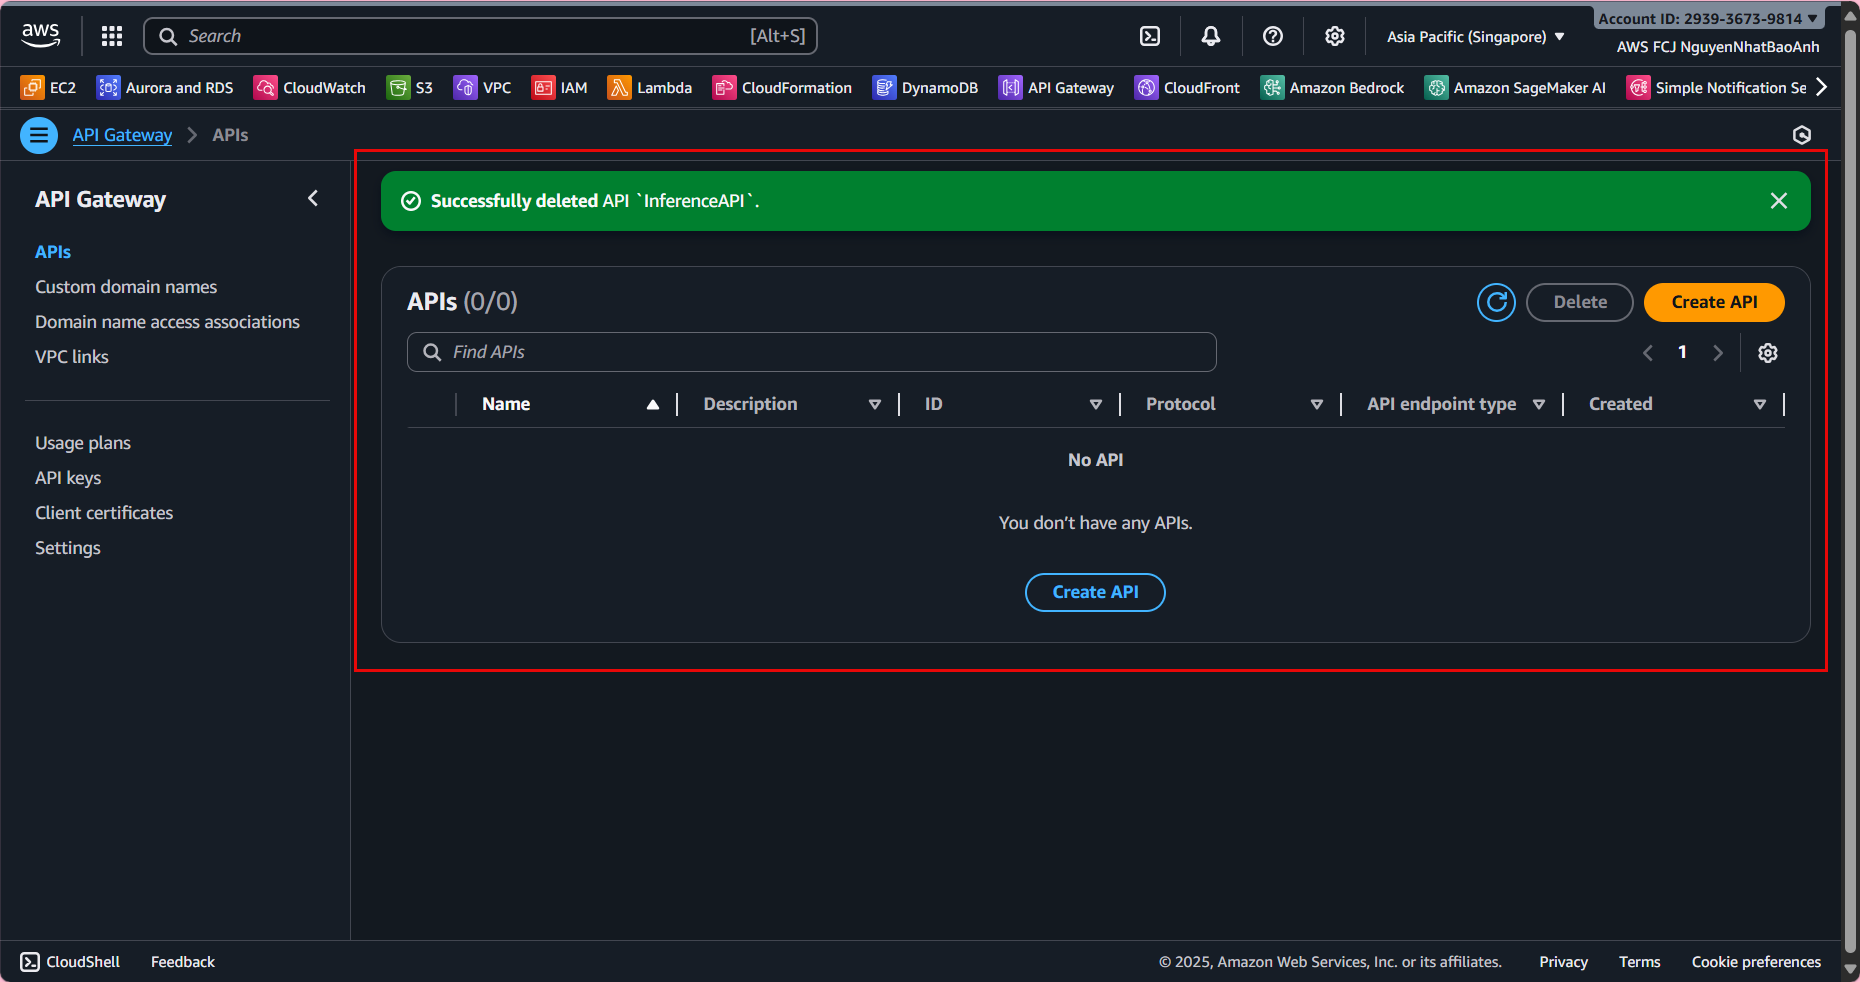 aws
Search [Alt+S]
Asia Pacific (Singapore)
Account ID: 2939-3673-9814
AWS FCJ NguyenNhatBaoAnh
EC2 Aurora and RDS CloudWatch S3 VPC IAM Lambda CloudFormation DynamoDB API Gateway CloudFront Amazon Bedrock Amazon SageMaker AI Simple Notification Se
API Gateway > APIs
API Gateway
APIs
Custom domain names
Domain name access associations
VPC links
Usage plans
API keys
Client certificates
Settings
Successfully deleted API `InferenceAPI`.
APIs (0/0)
Delete
Create API
Find APIs
1
Name Description ID Protocol API endpoint type Created
No API
You don’t have any APIs.
Create API
CloudShell Feedback © 2025, Amazon Web Services, Inc. or its affiliates. Privacy Terms Cookie preferences